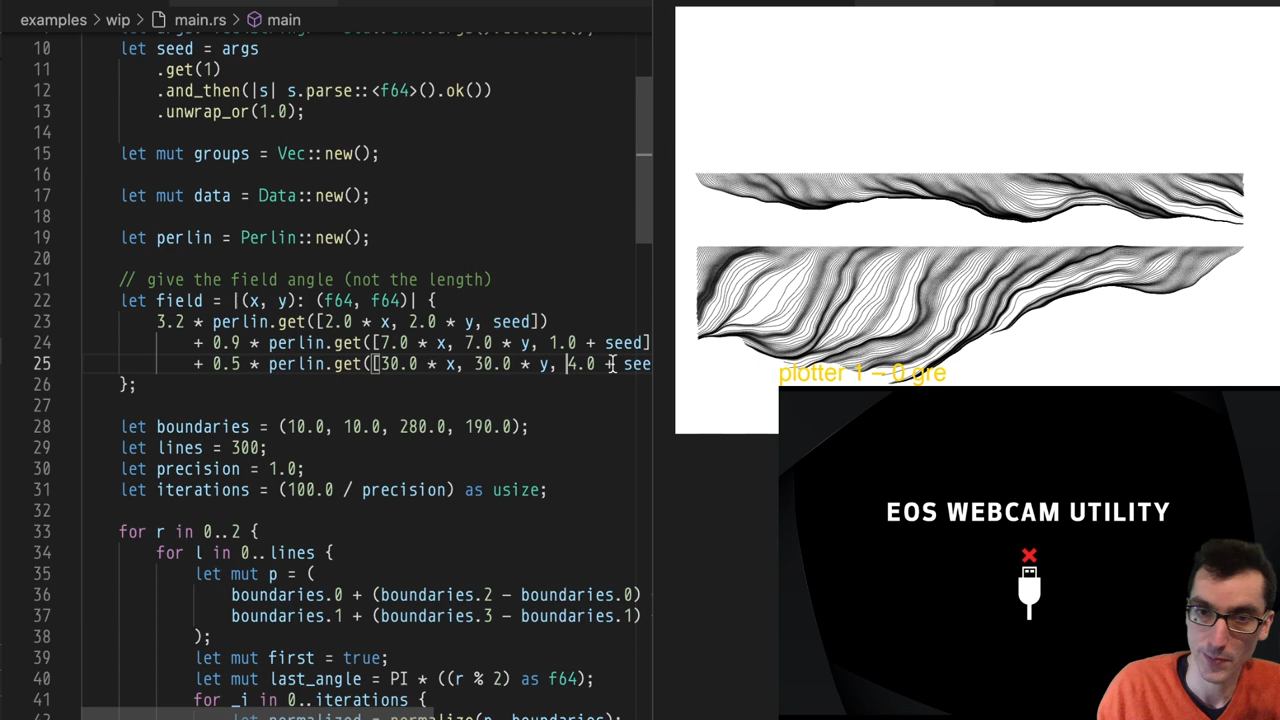 examples > wip > main.rs > main
10 let seed = args
11 .get(1)
12 .and_then(|s| s.parse::<f64>().ok())
13 .unwrap_or(1.0);
14
15 let mut groups = Vec::new();
16
17 let mut data = Data::new();
18
19 let perlin = Perlin::new();
20
21 // give the field angle (not the length)
22 let field = |(x, y): (f64, f64)| {
23 3.2 * perlin.get([2.0 * x, 2.0 * y, seed])
24 + 0.9 * perlin.get([7.0 * x, 7.0 * y, 1.0 + seed]
25 + 0.5 * perlin.get([30.0 * x, 30.0 * y, 4.0 + see
26 };
27
28 let boundaries = (10.0, 10.0, 280.0, 190.0);
29 let lines = 300;
30 let precision = 1.0;
31 let iterations = (100.0 / precision) as usize;
32
33 for r in 0..2 {
34 for l in 0..lines {
35 let mut p = (
36 boundaries.0 + (boundaries.2 - boundaries.0)
37 boundaries.1 + (boundaries.3 - boundaries.1)
38 );
39 let mut first = true;
40 let mut last_angle = PI * ((r % 2) as f64);
41 for _i in 0..iterations {
plotter 1 - 0 gre
EOS WEBCAM UTILITY